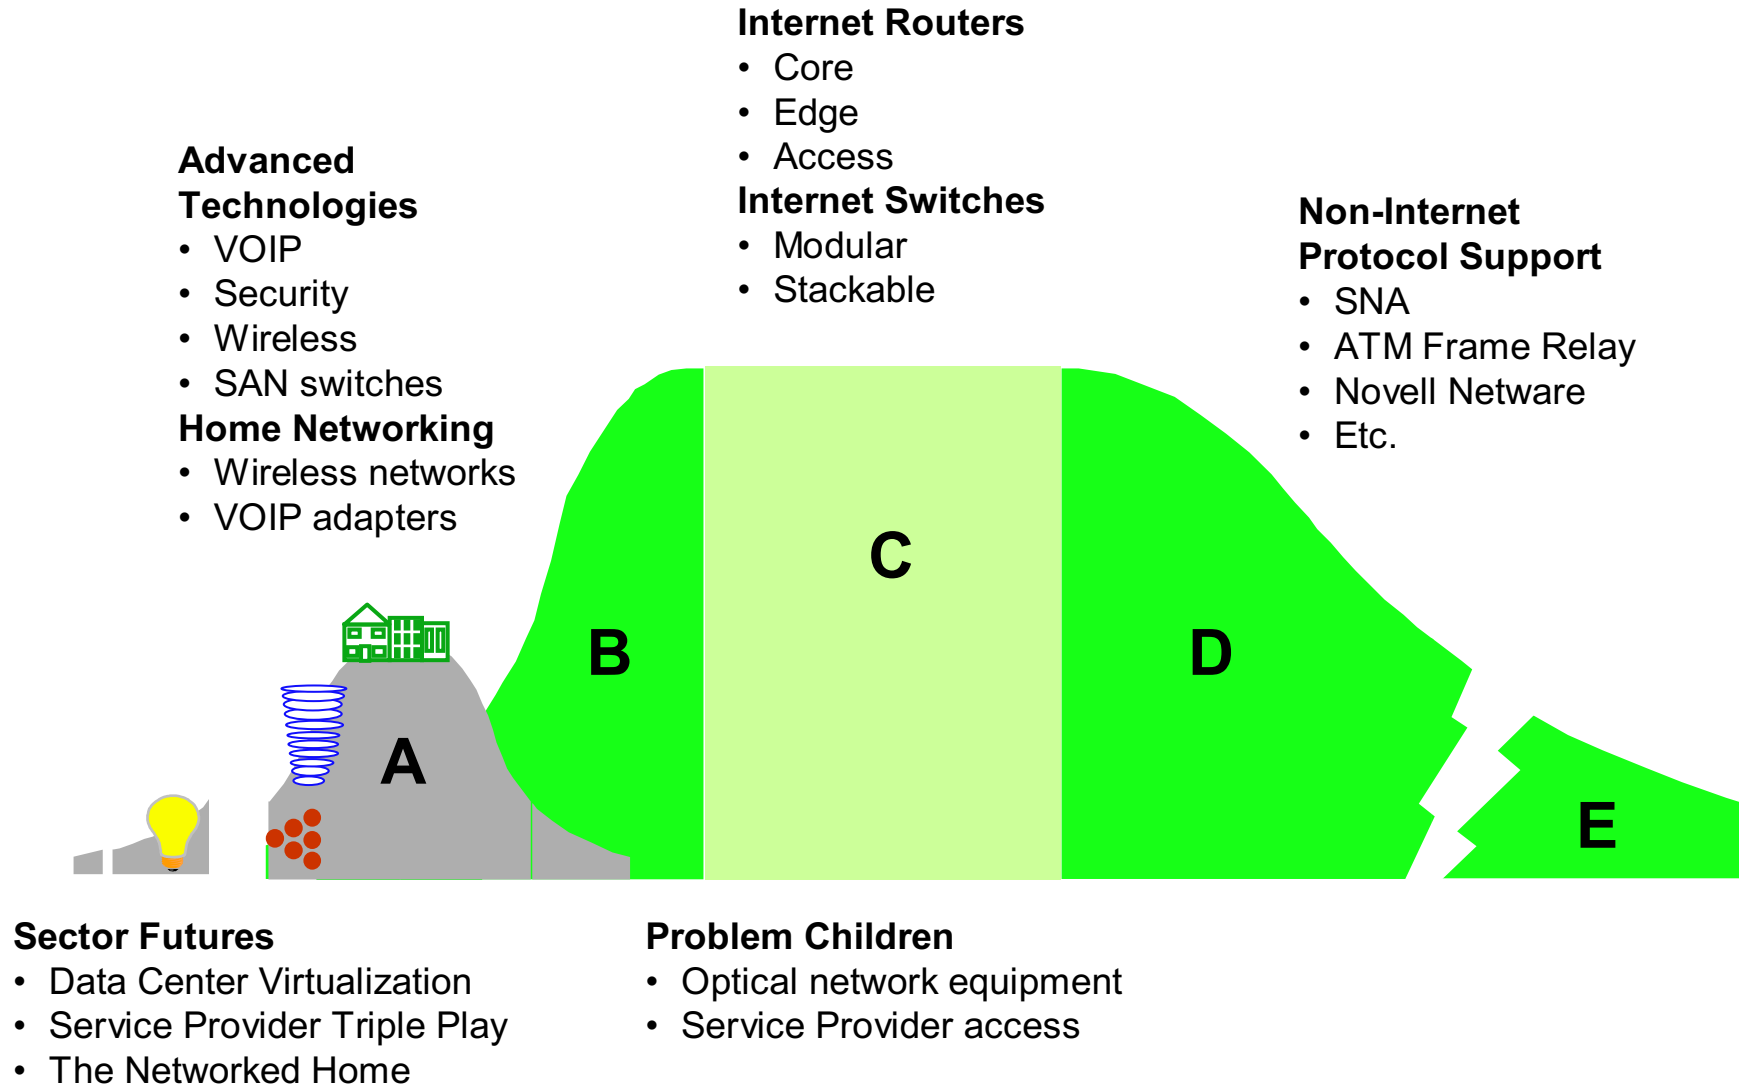 Internet Routers
• Core
• Edge
• Access
Internet Switches
• Modular
• Stackable
Advanced
Technologies
• VOIP
• Security
• Wireless
• SAN switches
Home Networking
• Wireless networks
• VOIP adapters
Non-Internet
Protocol Support
• SNA
• ATM Frame Relay
• Novell Netware
• Etc.
A
B
C
D
E
Sector Futures
• Data Center Virtualization
• Service Provider Triple Play
• The Networked Home
Problem Children
• Optical network equipment
• Service Provider access